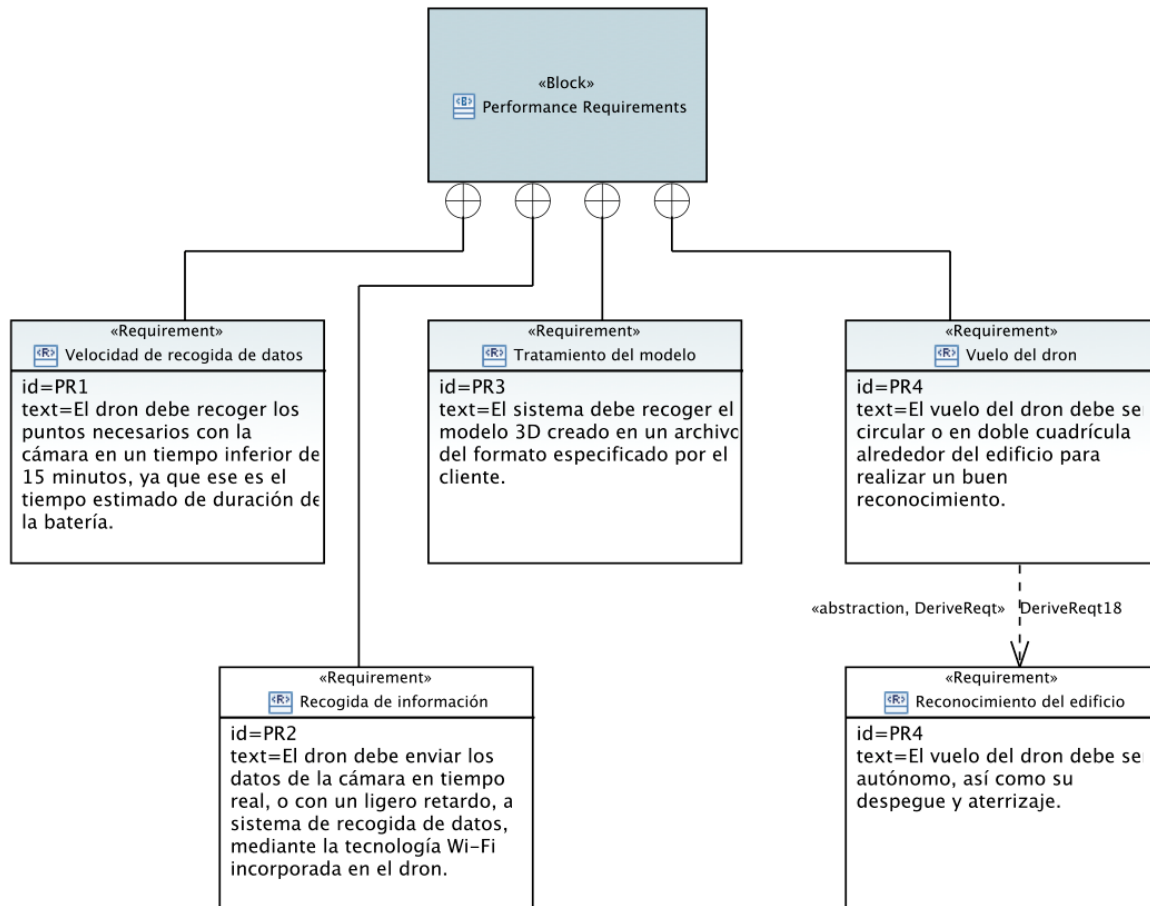 «Block»
Performance Requirements
«Requirement»
Velocidad de recogida de datos
id=PR1
text=El dron debe recoger los
puntos necesarios con la
cámara en un tiempo inferior de
15 minutos, ya que ese es el
tiempo estimado de duración de
la batería.
«Requirement»
Tratamiento del modelo
id=PR3
text=El sistema debe recoger el
modelo 3D creado en un archivo
del formato especificado por el
cliente.
«Requirement»
Vuelo del dron
id=PR4
text=El vuelo del dron debe se
circular o en doble cuadrícula
alrededor del edificio para
realizar un buen
reconocimiento.
«abstraction, DeriveReqt» DeriveReqt18
«Requirement»
Recogida de información
id=PR2
text=El dron debe enviar los
datos de la cámara en tiempo
real, o con un ligero retardo, a
sistema de recogida de datos,
mediante la tecnología Wi-Fi
incorporada en el dron.
«Requirement»
Reconocimiento del edificio
id=PR4
text=El vuelo del dron debe se
autónomo, así como su
despegue y aterrizaje.